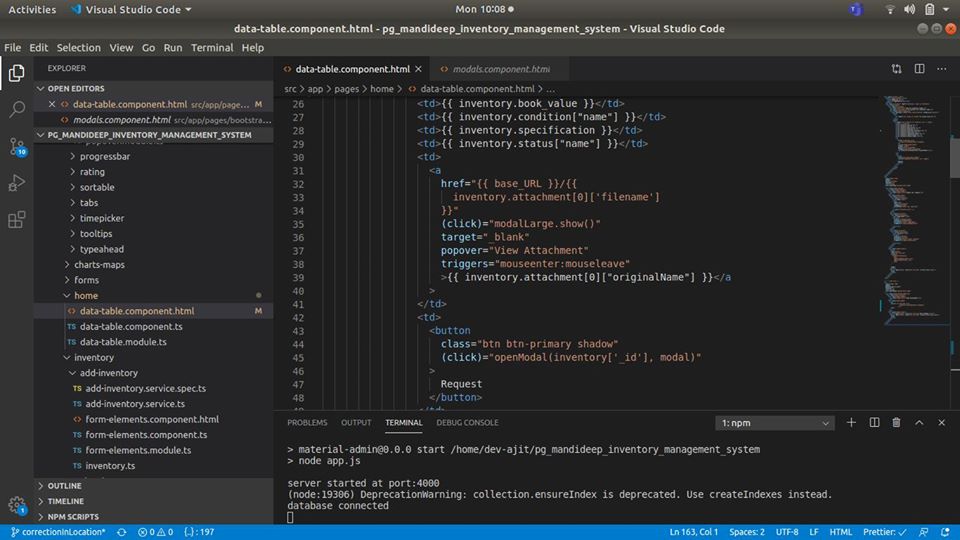 Activities
Visual Studio Code
Mon 10:08
data-table.component.html - pg_mandideep_inventory_management_system - Visual Studio Code
File Edit Selection View Go Run Terminal Help
EXPLORER
OPEN EDITORS
data-table.component.html src/app/page... M
modals.component.html src/app/pages/bootstra...
PG_MANDIDEEP_INVENTORY_MANAGEMENT_SYSTEM
progressbar
rating
sortable
tabs
timepicker
tooltips
typeahead
charts-maps
forms
home
data-table.component.html M
TS data-table.component.ts
TS data-table.module.ts
inventory
add-inventory
TS add-inventory.service.spec.ts
TS add-inventory.service.ts
form-elements.component.html
TS form-elements.component.ts
TS form-elements.module.ts
TS inventory.ts
OUTLINE
TIMELINE
NPM SCRIPTS
10
1
data-table.component.html
modals.component.html
src > app > pages > home > data-table.component.html > ...
26 <td>{{ inventory.book_value }}</td>
27 <td>{{ inventory.condition["name"] }}</td>
28 <td>{{ inventory.specification }}</td>
29 <td>{{ inventory.status["name"] }}</td>
30 <td>
31 <a
32 href="{{ base_URL }}/{{
33 inventory.attachment[0]['filename']
34 }}"
35 (click)="modalLarge.show()"
36 target="_blank"
37 popover="View Attachment"
38 triggers="mouseenter:mouseleave"
39 >{{ inventory.attachment[0]["originalName"] }}</a
40 >
41 </td>
42 <td>
43 <button
44 class="btn btn-primary shadow"
45 (click)="openModal(inventory['_id'], modal)"
46 >
47 Request
48 </button>
PROBLEMS OUTPUT TERMINAL DEBUG CONSOLE
1: npm
> material-admin@0.0.0 start /home/dev-ajit/pg_mandideep_inventory_management_system
> node app.js
server started at port:4000
(node:19306) DeprecationWarning: collection.ensureIndex is deprecated. Use createIndexes instead.
database connected
correctionInLocation* 0 0 {.} : 197
Ln 163, Col 1 Spaces: 2 UTF-8 LF HTML Prettier: ✓